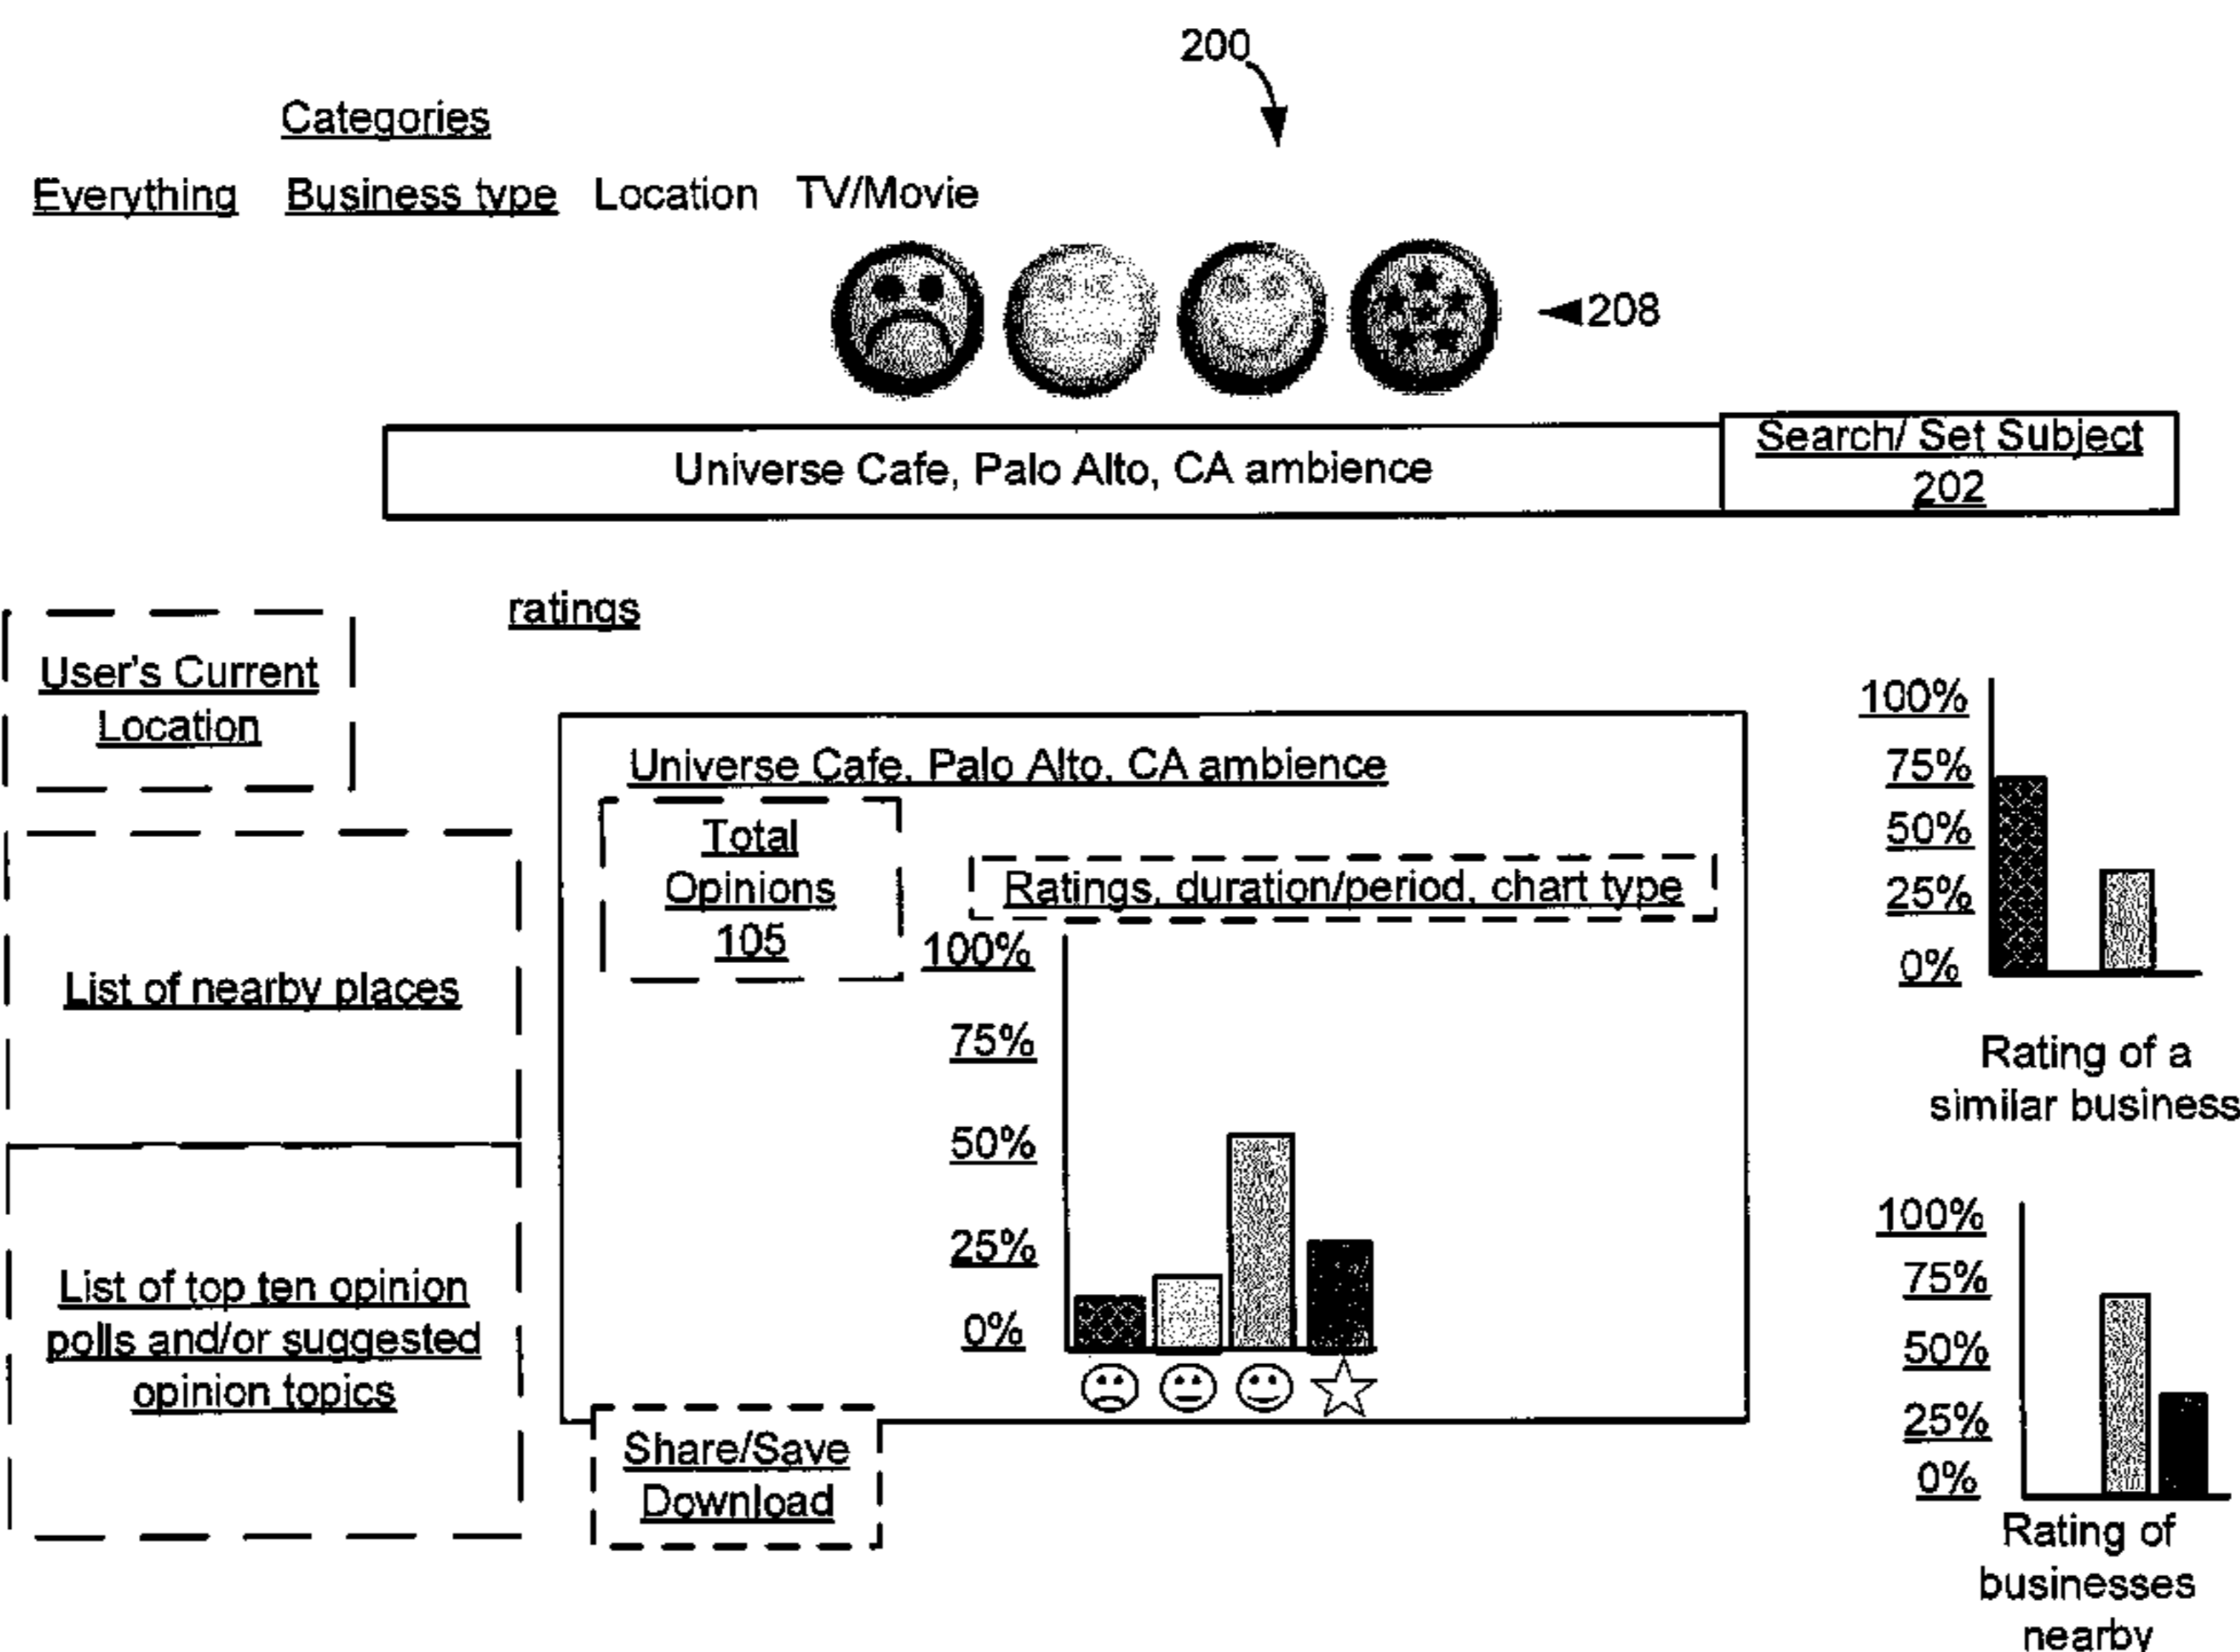 200
Categories
Everything Business type Location TV/Movie
208
Universe Cafe, Palo Alto, CA ambience
Search/ Set Subject
202
ratings
User's Current
Location
List of nearby places
List of top ten opinion
polls and/or suggested
opinion topics
Universe Cafe, Palo Alto, CA ambience
Total
Opinions
105
Ratings, duration/period, chart type
100%
75%
50%
25%
0%
Share/Save
Download
100%
75%
50%
25%
0%
Rating of a
similar business
100%
75%
50%
25%
0%
Rating of
businesses
nearby